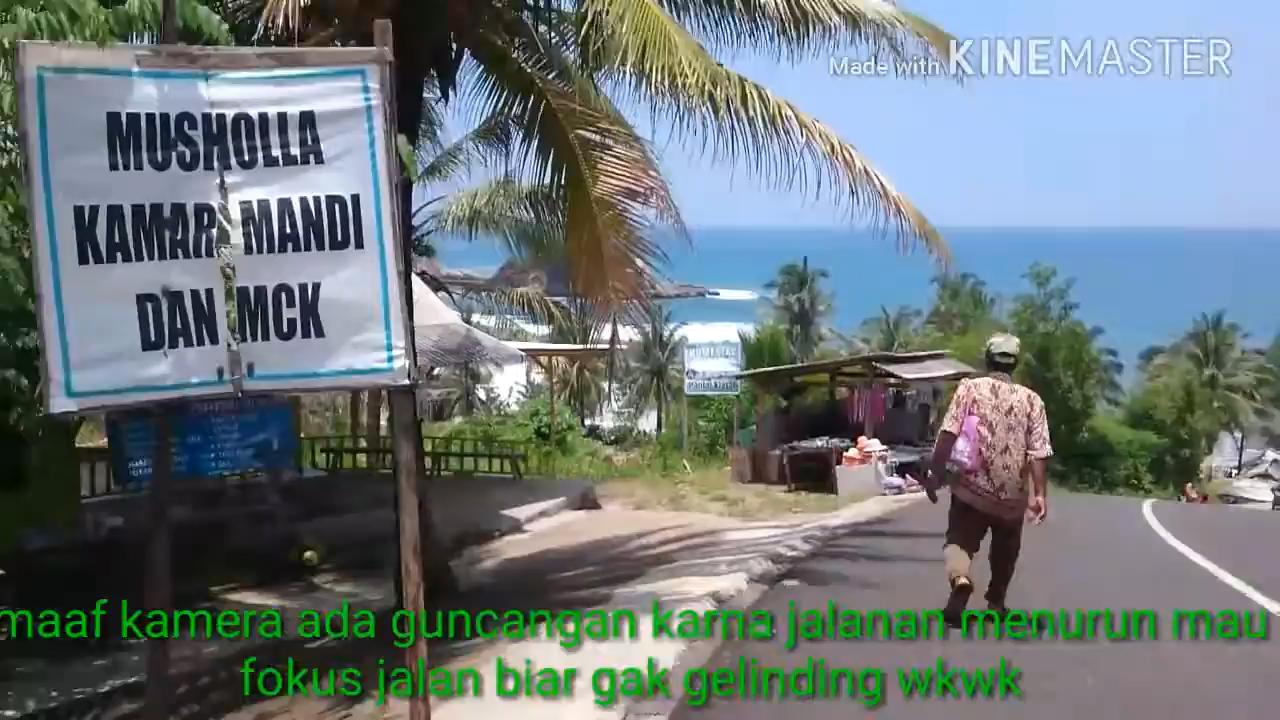 Made with KINEMASTER
MUSHOLLA
KAMAR MANDI
DAN MCK
maaf kamera ada guncangan karna jalanan menurun mau
fokus jalan biar gak gelinding wkwk